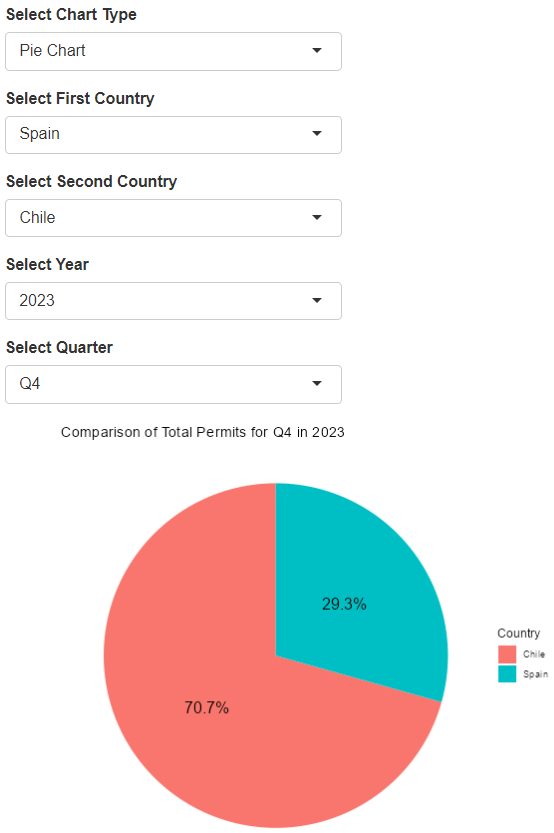 Select Chart Type
Pie Chart
Select First Country
Spain
Select Second Country
Chile
Select Year
2023
Select Quarter
Q4
Comparison of Total Permits for Q4 in 2023
29.3%
70.7%
Country
Chile
Spain